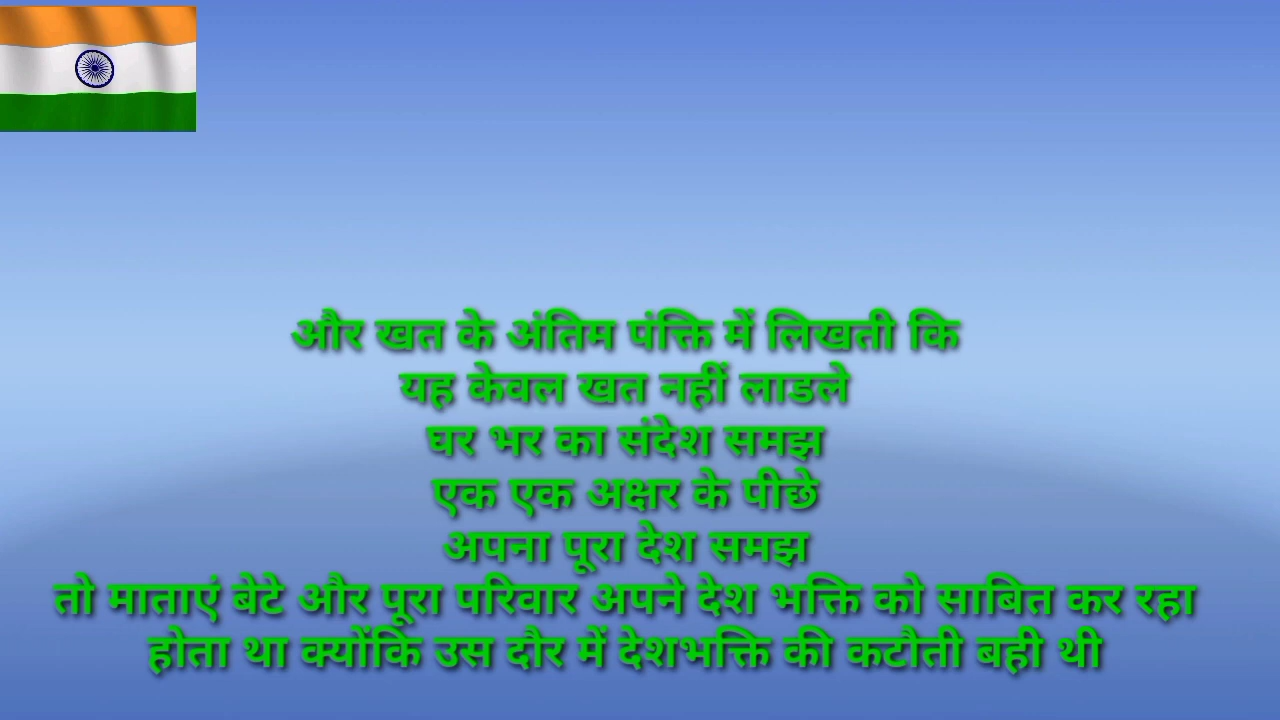 और खत के अंतिम पंक्ति में लिखती कि
यह केवल खत नहीं लाडले
घर भर का संदेश समझ
एक एक अक्षर के पीछे
अपना पूरा देश समझ
तो माताएं बेटे और पूरा परिवार अपने देश भक्ति को साबित कर रहा
होता था क्योंकि उस दौर में देशभक्ति की कटौती बही थी